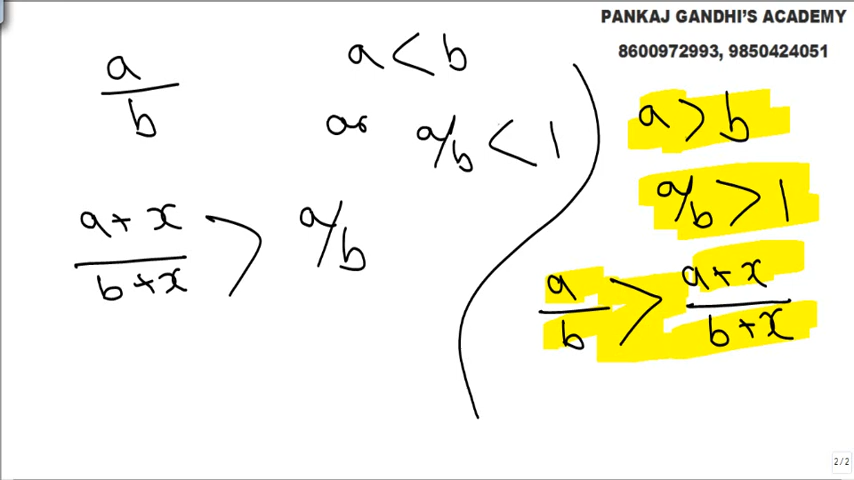 PANKAJ GANDHI'S ACADEMY
8600972993, 9850424051
a/b
a < b
or a/b < 1
(a+x)/(b+x) > a/b
a > b
a/b > 1
a/b > (a+x)/(b+x)
2/2